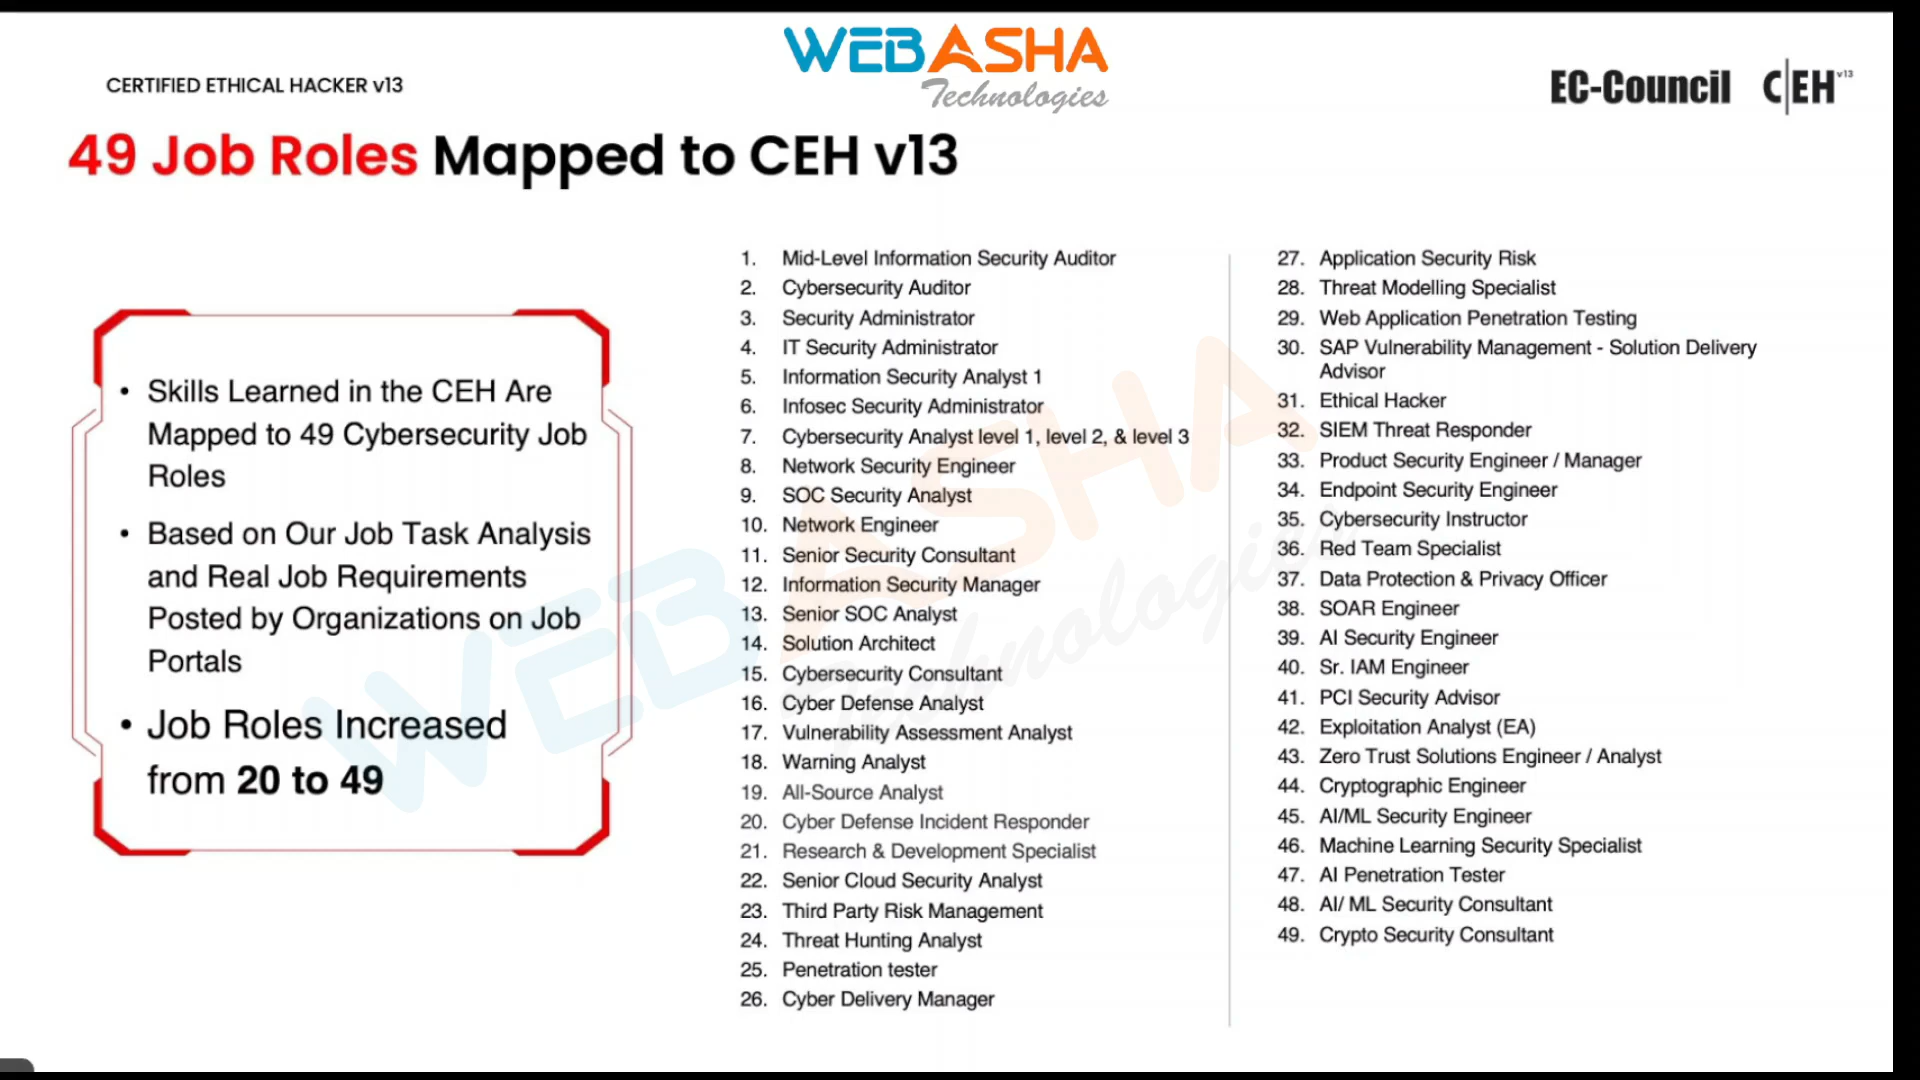 WEBASHA
Technologies
CERTIFIED ETHICAL HACKER v13
EC-Council C|EH v13
49 Job Roles Mapped to CEH v13
• Skills Learned in the CEH Are
Mapped to 49 Cybersecurity Job
Roles
• Based on Our Job Task Analysis
and Real Job Requirements
Posted by Organizations on Job
Portals
• Job Roles Increased
from 20 to 49
1. Mid-Level Information Security Auditor
2. Cybersecurity Auditor
3. Security Administrator
4. IT Security Administrator
5. Information Security Analyst 1
6. Infosec Security Administrator
7. Cybersecurity Analyst level 1, level 2, & level 3
8. Network Security Engineer
9. SOC Security Analyst
10. Network Engineer
11. Senior Security Consultant
12. Information Security Manager
13. Senior SOC Analyst
14. Solution Architect
15. Cybersecurity Consultant
16. Cyber Defense Analyst
17. Vulnerability Assessment Analyst
18. Warning Analyst
19. All-Source Analyst
20. Cyber Defense Incident Responder
21. Research & Development Specialist
22. Senior Cloud Security Analyst
23. Third Party Risk Management
24. Threat Hunting Analyst
25. Penetration tester
26. Cyber Delivery Manager
27. Application Security Risk
28. Threat Modelling Specialist
29. Web Application Penetration Testing
30. SAP Vulnerability Management - Solution Delivery
Advisor
31. Ethical Hacker
32. SIEM Threat Responder
33. Product Security Engineer / Manager
34. Endpoint Security Engineer
35. Cybersecurity Instructor
36. Red Team Specialist
37. Data Protection & Privacy Officer
38. SOAR Engineer
39. AI Security Engineer
40. Sr. IAM Engineer
41. PCI Security Advisor
42. Exploitation Analyst (EA)
43. Zero Trust Solutions Engineer / Analyst
44. Cryptographic Engineer
45. AI/ML Security Engineer
46. Machine Learning Security Specialist
47. AI Penetration Tester
48. AI/ ML Security Consultant
49. Crypto Security Consultant
WEBASHA
Technologies